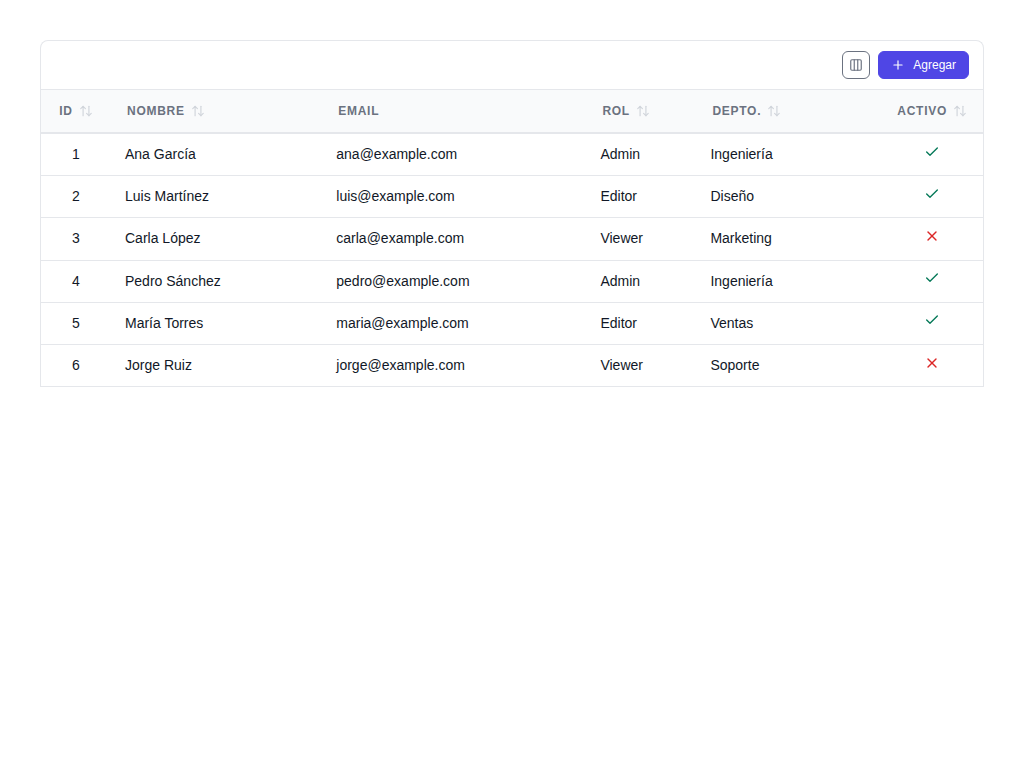 Agregar
ID NOMBRE EMAIL ROL DEPTO. ACTIVO
1 Ana García ana@example.com Admin Ingeniería
2 Luis Martínez luis@example.com Editor Diseño
3 Carla López carla@example.com Viewer Marketing
4 Pedro Sánchez pedro@example.com Admin Ingeniería
5 María Torres maria@example.com Editor Ventas
6 Jorge Ruiz jorge@example.com Viewer Soporte